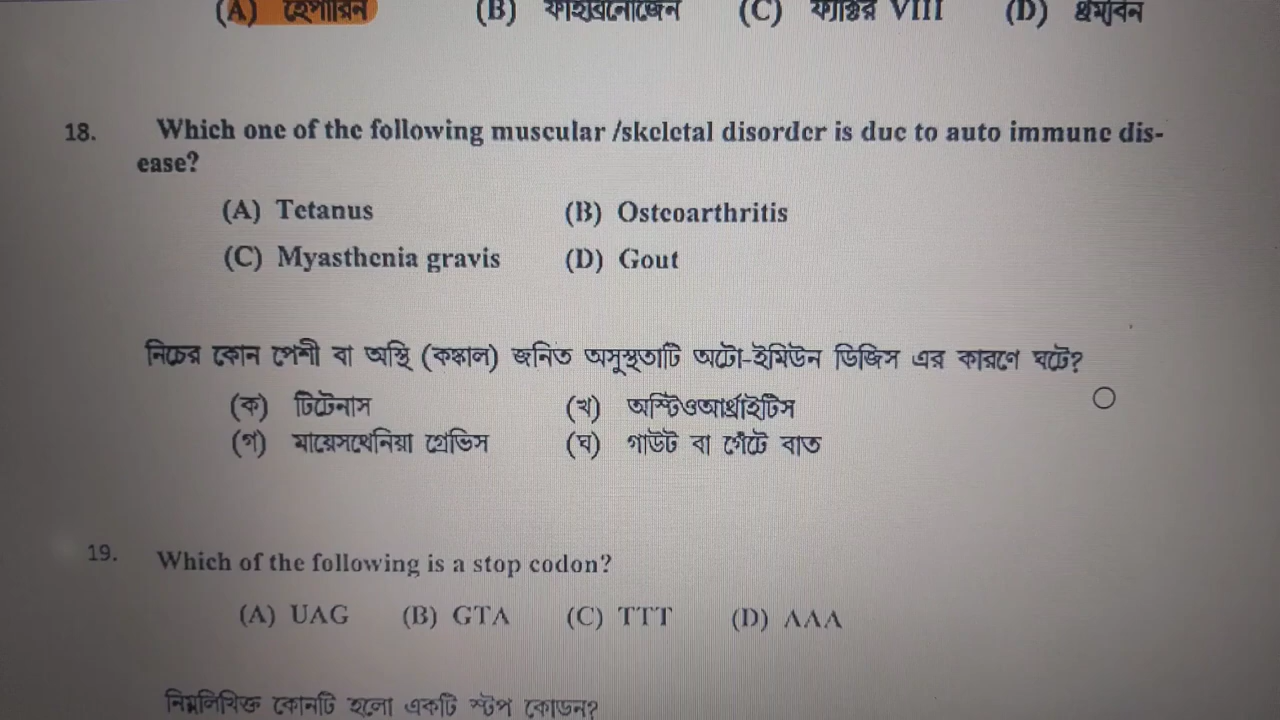 (A) হেপারিন (B) ফাইব্রিনোজেন (C) ফ্যাক্টর VIII (D) থ্রম্বিন
18. Which one of the following muscular /skeletal disorder is due to auto immune dis-
ease?
(A) Tetanus (B) Osteoarthritis
(C) Myasthenia gravis (D) Gout
নিচের কোন পেশী বা অস্থি (কঙ্কাল) জনিত অসুস্থতাটি অটো-ইমিউন ডিজিস এর কারণে ঘটে?
(ক) টিটেনাস (খ) অস্টিওআর্থ্রাইটিস
(গ) মায়েসথেনিয়া গ্রেভিস (ঘ) গাউট বা গেঁটে বাত
19. Which of the following is a stop codon?
(A) UAG (B) GTA (C) TTT (D) AAA
নিম্নলিখিত কোনটি হলো একটি স্টপ কোডন?